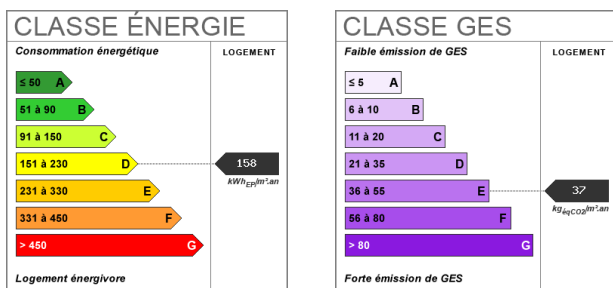 CLASSE ÉNERGIE
Consommation énergétique
LOGEMENT
≤ 50 A
51 à 90 B
91 à 150 C
151 à 230 D
158
kWhEP/m².an
231 à 330 E
331 à 450 F
> 450 G
Logement énergivore
CLASSE GES
Faible émission de GES
LOGEMENT
≤ 5 A
6 à 10 B
11 à 20 C
21 à 35 D
36 à 55 E
37
kgéqCO2/m².an
56 à 80 F
> 80 G
Forte émission de GES